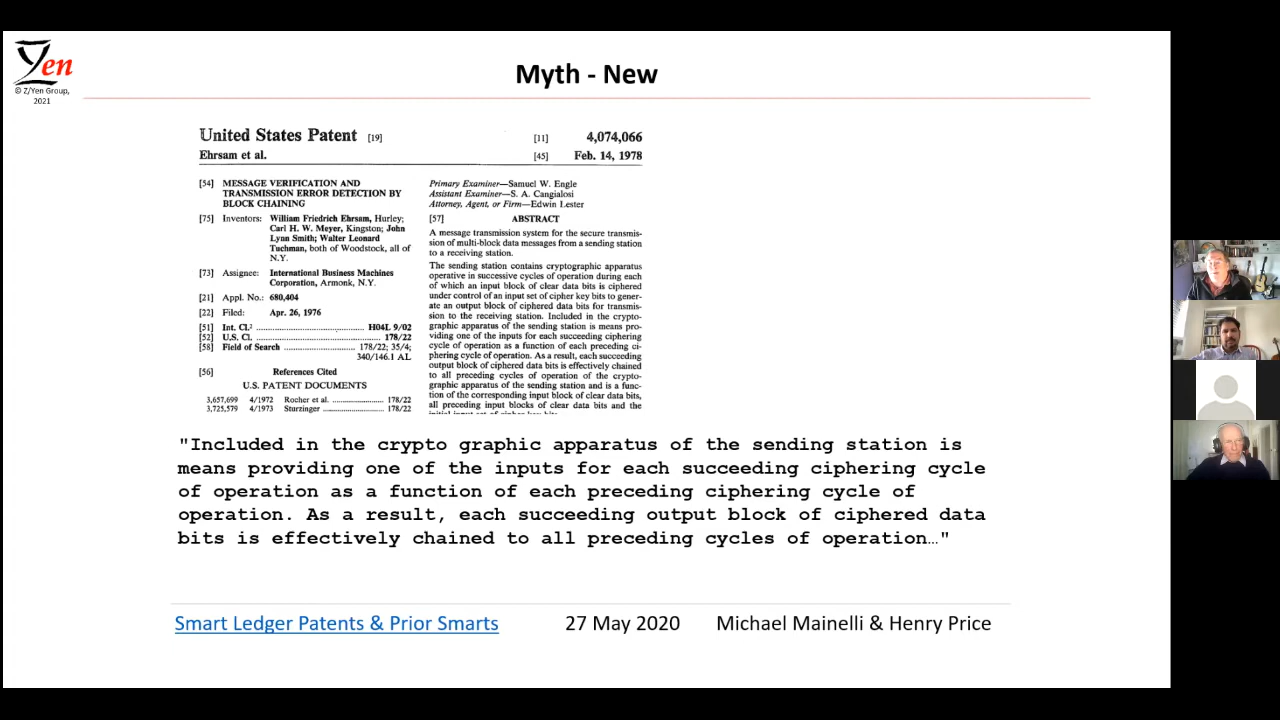 Zen
© Z/Yen Group,
2021
Myth - New
United States Patent [19]
Ehrsam et al.
[11] 4,074,066
[45] Feb. 14, 1978
[54] MESSAGE VERIFICATION AND
TRANSMISSION ERROR DETECTION BY
BLOCK CHAINING
[75] Inventors: William Friedrich Ehrsam, Hurley;
Carl H. W. Meyer, Kingston; John
Lynn Smith; Walter Leonard
Tuchman, both of Woodstock, all of
N.Y.
[73] Assignee: International Business Machines
Corporation, Armonk, N.Y.
[21] Appl. No.: 680,404
[22] Filed: Apr. 26, 1976
[51] Int. Cl.² ........................ H04L 9/02
[52] U.S. Cl. ........................ 178/22
[58] Field of Search ................ 178/22; 35/4;
340/146.1 AL
[56] References Cited
U.S. PATENT DOCUMENTS
3,657,699 4/1972 Rocher et al. ................ 178/22
3,725,579 4/1973 Sturzinger ................ 178/22
Primary Examiner—Samuel W. Engle
Assistant Examiner—S. A. Cangialosi
Attorney, Agent, or Firm—Edwin Lester
[57] ABSTRACT
A message transmission system for the secure transmis-
sion of multi-block data messages from a sending station
to a receiving station.
The sending station contains cryptographic apparatus
operative in successive cycles of operation during each
of which an input block of clear data bits is ciphered
under control of an input set of cipher key bits to gener-
ate an output block of ciphered data bits for transmis-
sion to the receiving station. Included in the crypto-
graphic apparatus of the sending station is means pro-
viding one of the inputs for each succeeding ciphering
cycle of operation as a function of each preceding ci-
phering cycle of operation. As a result, each succeeding
output block of ciphered data bits is effectively chained
to all preceding cycles of operation of the crypto-
graphic apparatus of the sending station and is a func-
tion of the corresponding input block of clear data bits,
all preceding input blocks of clear data bits and the
initial input set of cipher key bits
"Included in the crypto graphic apparatus of the sending station is
means providing one of the inputs for each succeeding ciphering cycle
of operation as a function of each preceding ciphering cycle of
operation. As a result, each succeeding output block of ciphered data
bits is effectively chained to all preceding cycles of operation…"
Smart Ledger Patents & Prior Smarts 27 May 2020 Michael Mainelli & Henry Price